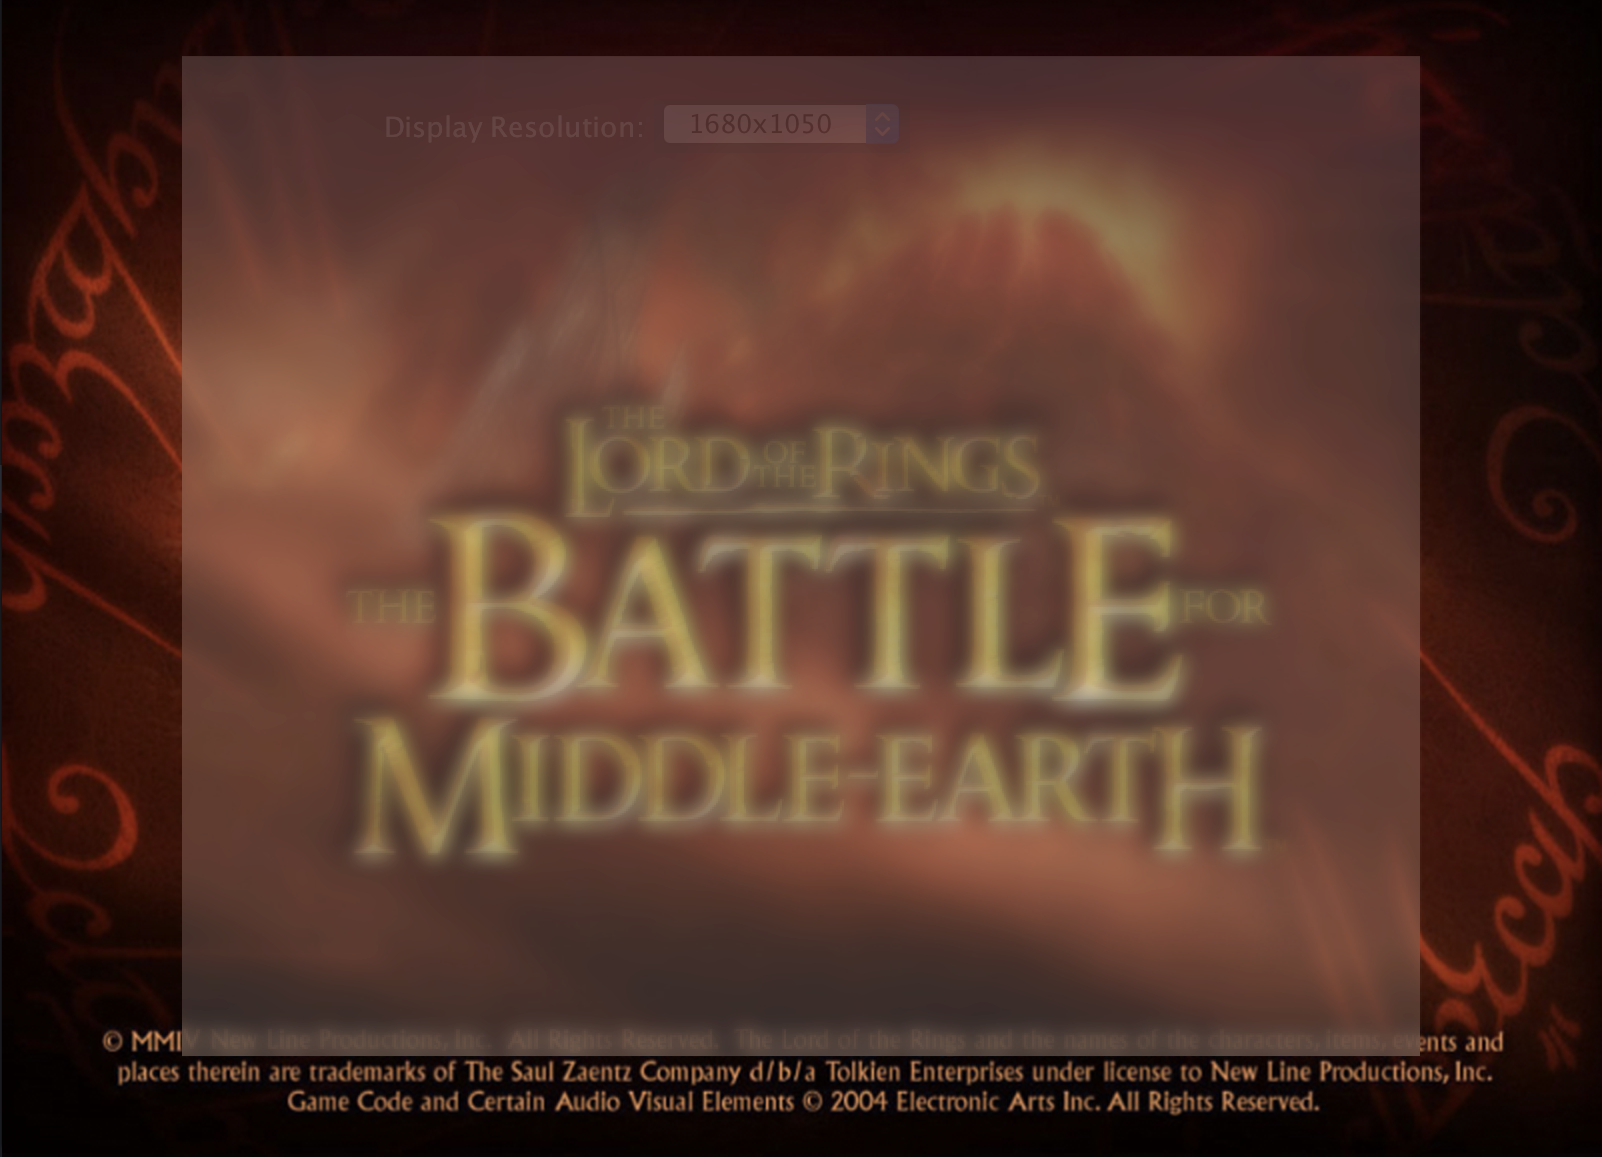 Display Resolution: 1680x1050
THE
LORD OF THE RINGS
THE BATTLE FOR
MIDDLE-EARTH
© MMIV New Line Productions, Inc. All Rights Reserved. The Lord of the Rings and the names of the characters, items, events and
places therein are trademarks of The Saul Zaentz Company d/b/a Tolkien Enterprises under license to New Line Productions, Inc.
Game Code and Certain Audio Visual Elements © 2004 Electronic Arts Inc. All Rights Reserved.